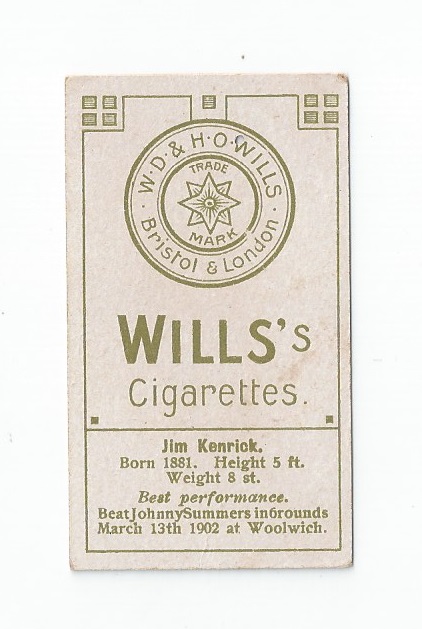 W.D.&H.O.WILLS.
TRADE
MARK
Bristol & London
WILLS's
Cigarettes.
Jim Kenrick.
Born 1881. Height 5 ft.
Weight 8 st.
Best performance.
Beat Johnny Summers in 6 rounds
March 13th 1902 at Woolwich.